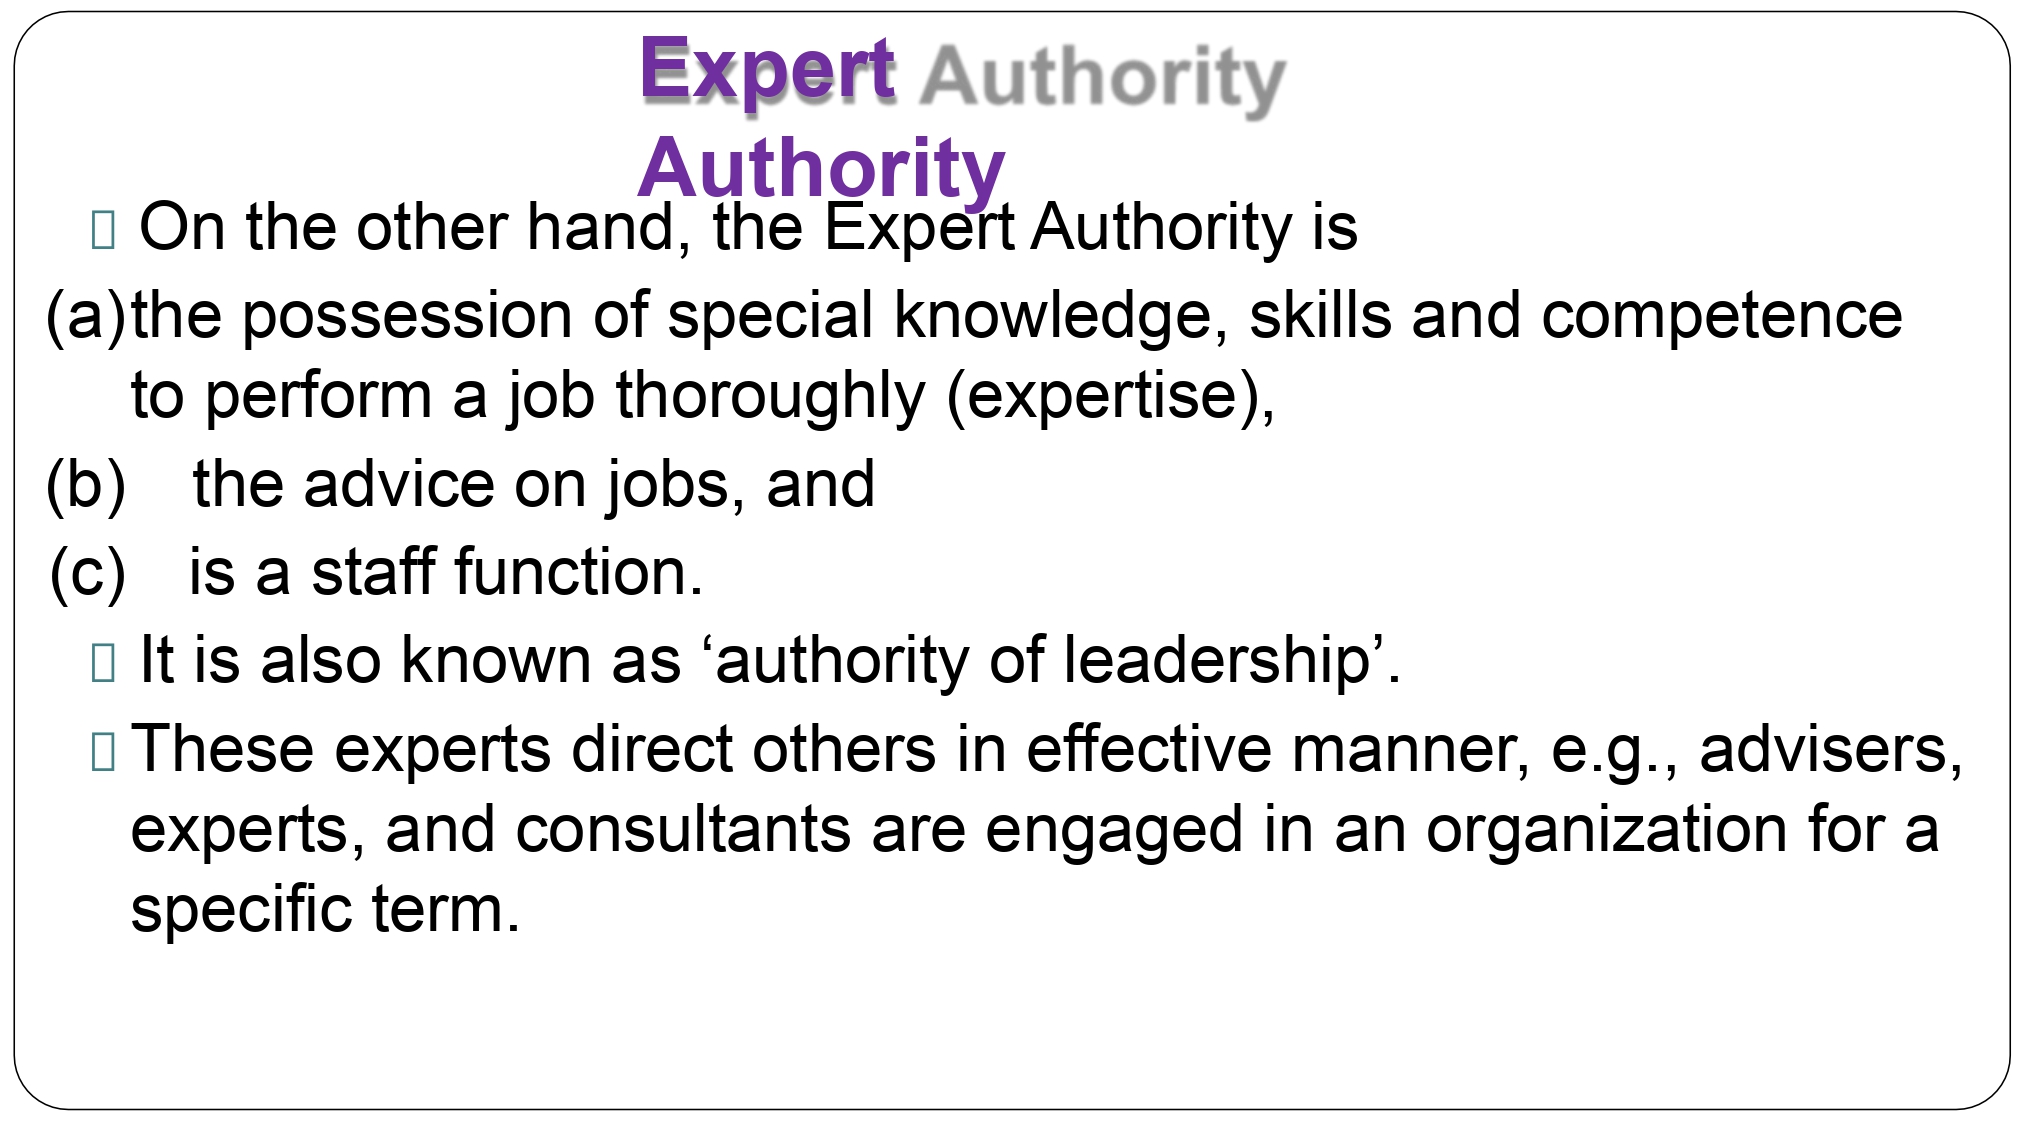 Expert Authority
Expert
Authority
On the other hand, the Expert Authority is
(a) the possession of special knowledge, skills and competence
to perform a job thoroughly (expertise),
(b) the advice on jobs, and
(c) is a staff function.
It is also known as ‘authority of leadership’.
These experts direct others in effective manner, e.g., advisers,
experts, and consultants are engaged in an organization for a
specific term.